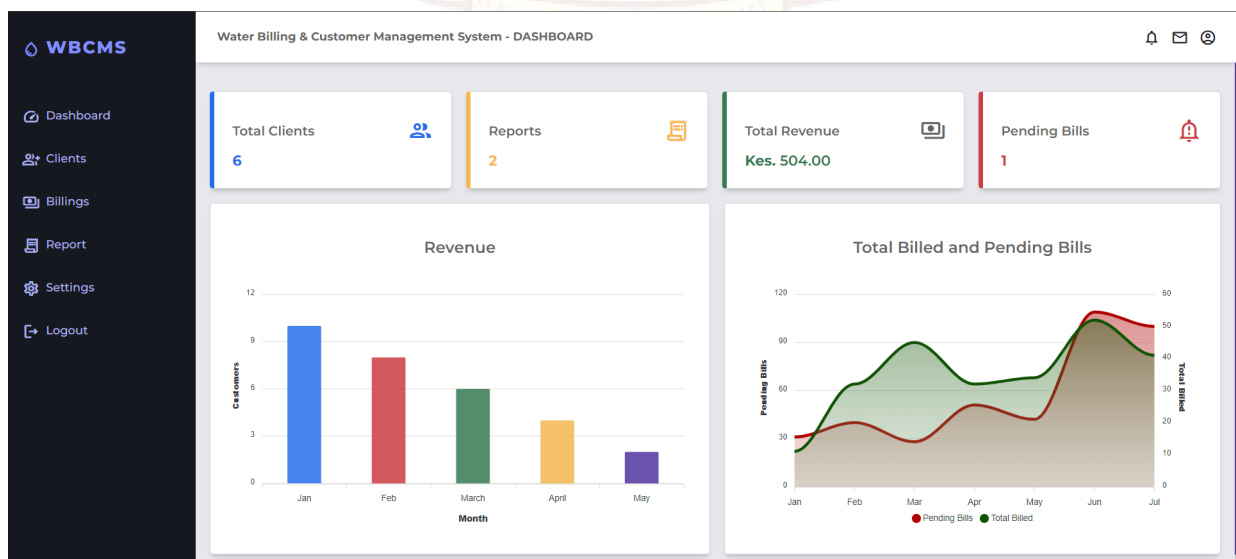 WBCMS
Water Billing & Customer Management System - DASHBOARD
Dashboard
Clients
Billings
Report
Settings
Logout
Total Clients
6
Reports
2
Total Revenue
Kes. 504.00
Pending Bills
1
Revenue
12
9
6
3
0
Customers
Jan
Feb
March
April
May
Month
Total Billed and Pending Bills
120
90
60
30
0
Pending Bills
60
50
40
30
20
10
0
Total Billed
Jan
Feb
Mar
Apr
May
Jun
Jul
Pending Bills
Total Billed